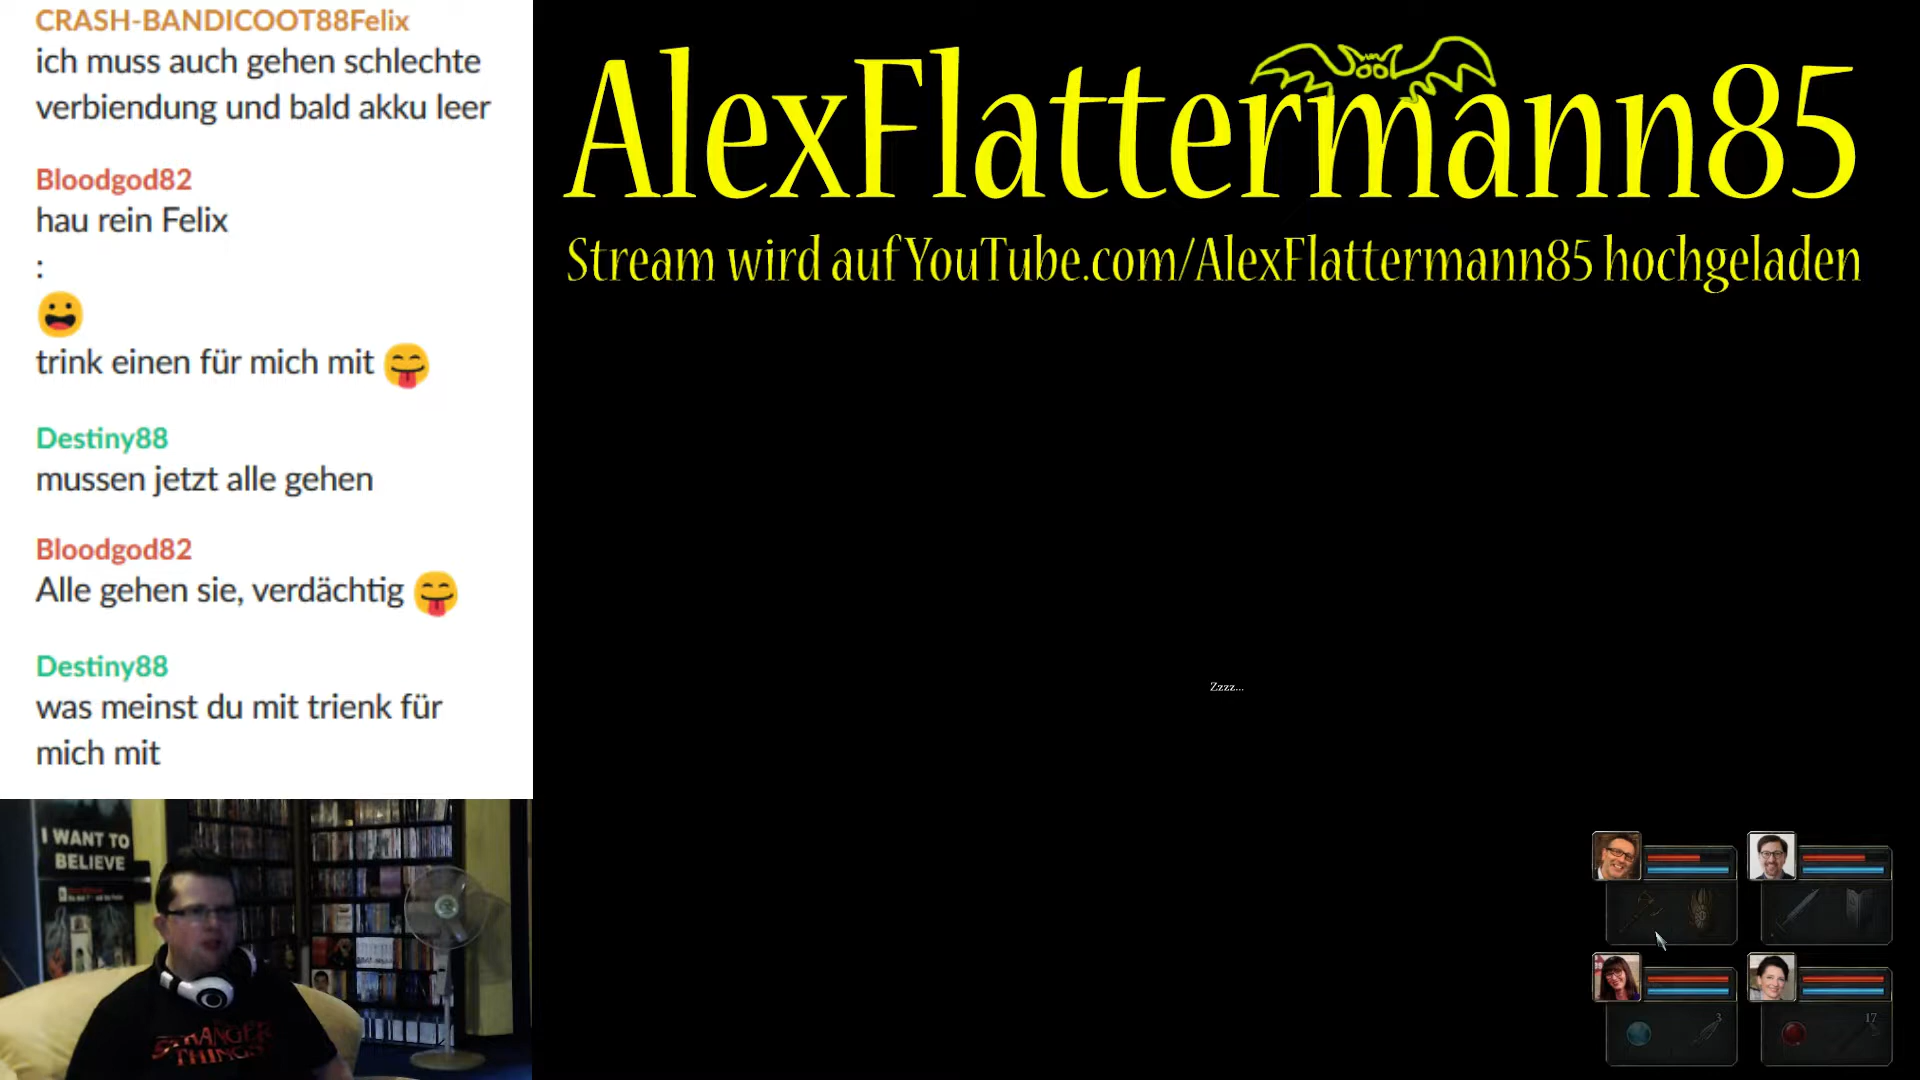 CRASH-BANDICOOT88Felix
ich muss auch gehen schlechte
verbiendung und bald akku leer
Bloodgod82
hau rein Felix
:
trink einen für mich mit
Destiny88
mussen jetzt alle gehen
Bloodgod82
Alle gehen sie, verdächtig
Destiny88
was meinst du mit trienk für
mich mit
AlexFlattermann85
Stream wird auf YouTube.com/AlexFlattermann85 hochgeladen
Zzzz...
I WANT TO
BELIEVE
STRANGER
THINGS
3
17